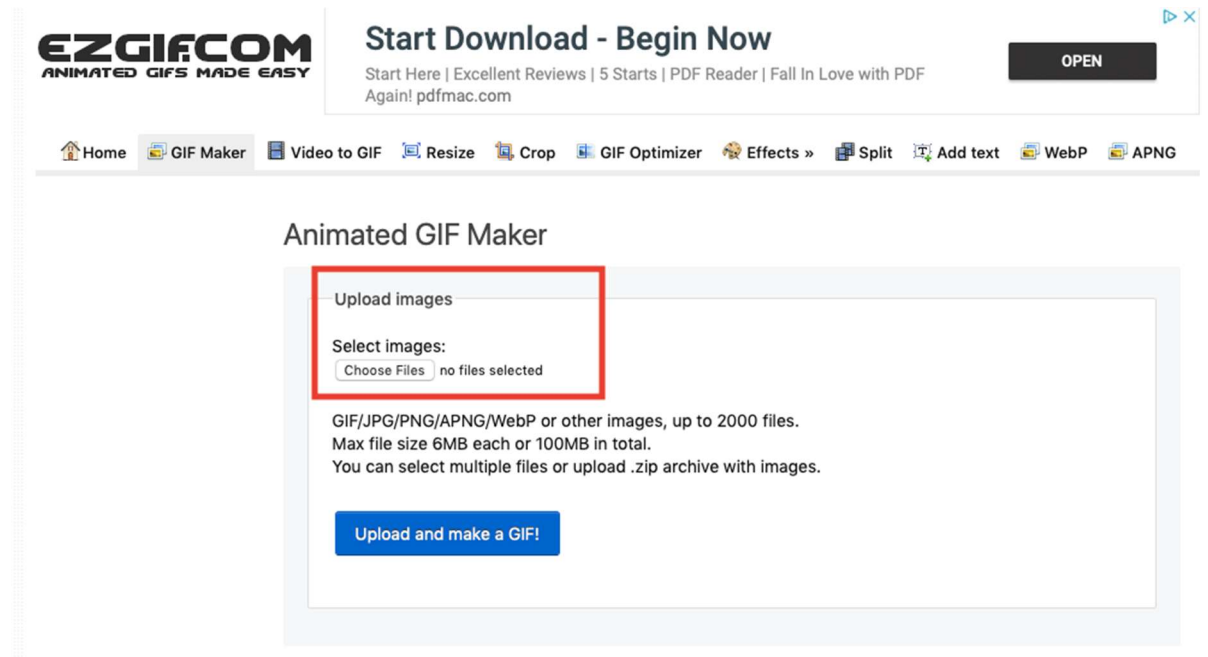 EZGIF.COM
ANIMATED GIFS MADE EASY
Start Download - Begin Now
Start Here | Excellent Reviews | 5 Starts | PDF Reader | Fall In Love with PDF
Again! pdfmac.com
OPEN
Home GIF Maker Video to GIF Resize Crop GIF Optimizer Effects » Split Add text WebP APNG
Animated GIF Maker
Upload images
Select images:
Choose Files no files selected
GIF/JPG/PNG/APNG/WebP or other images, up to 2000 files.
Max file size 6MB each or 100MB in total.
You can select multiple files or upload .zip archive with images.
Upload and make a GIF!